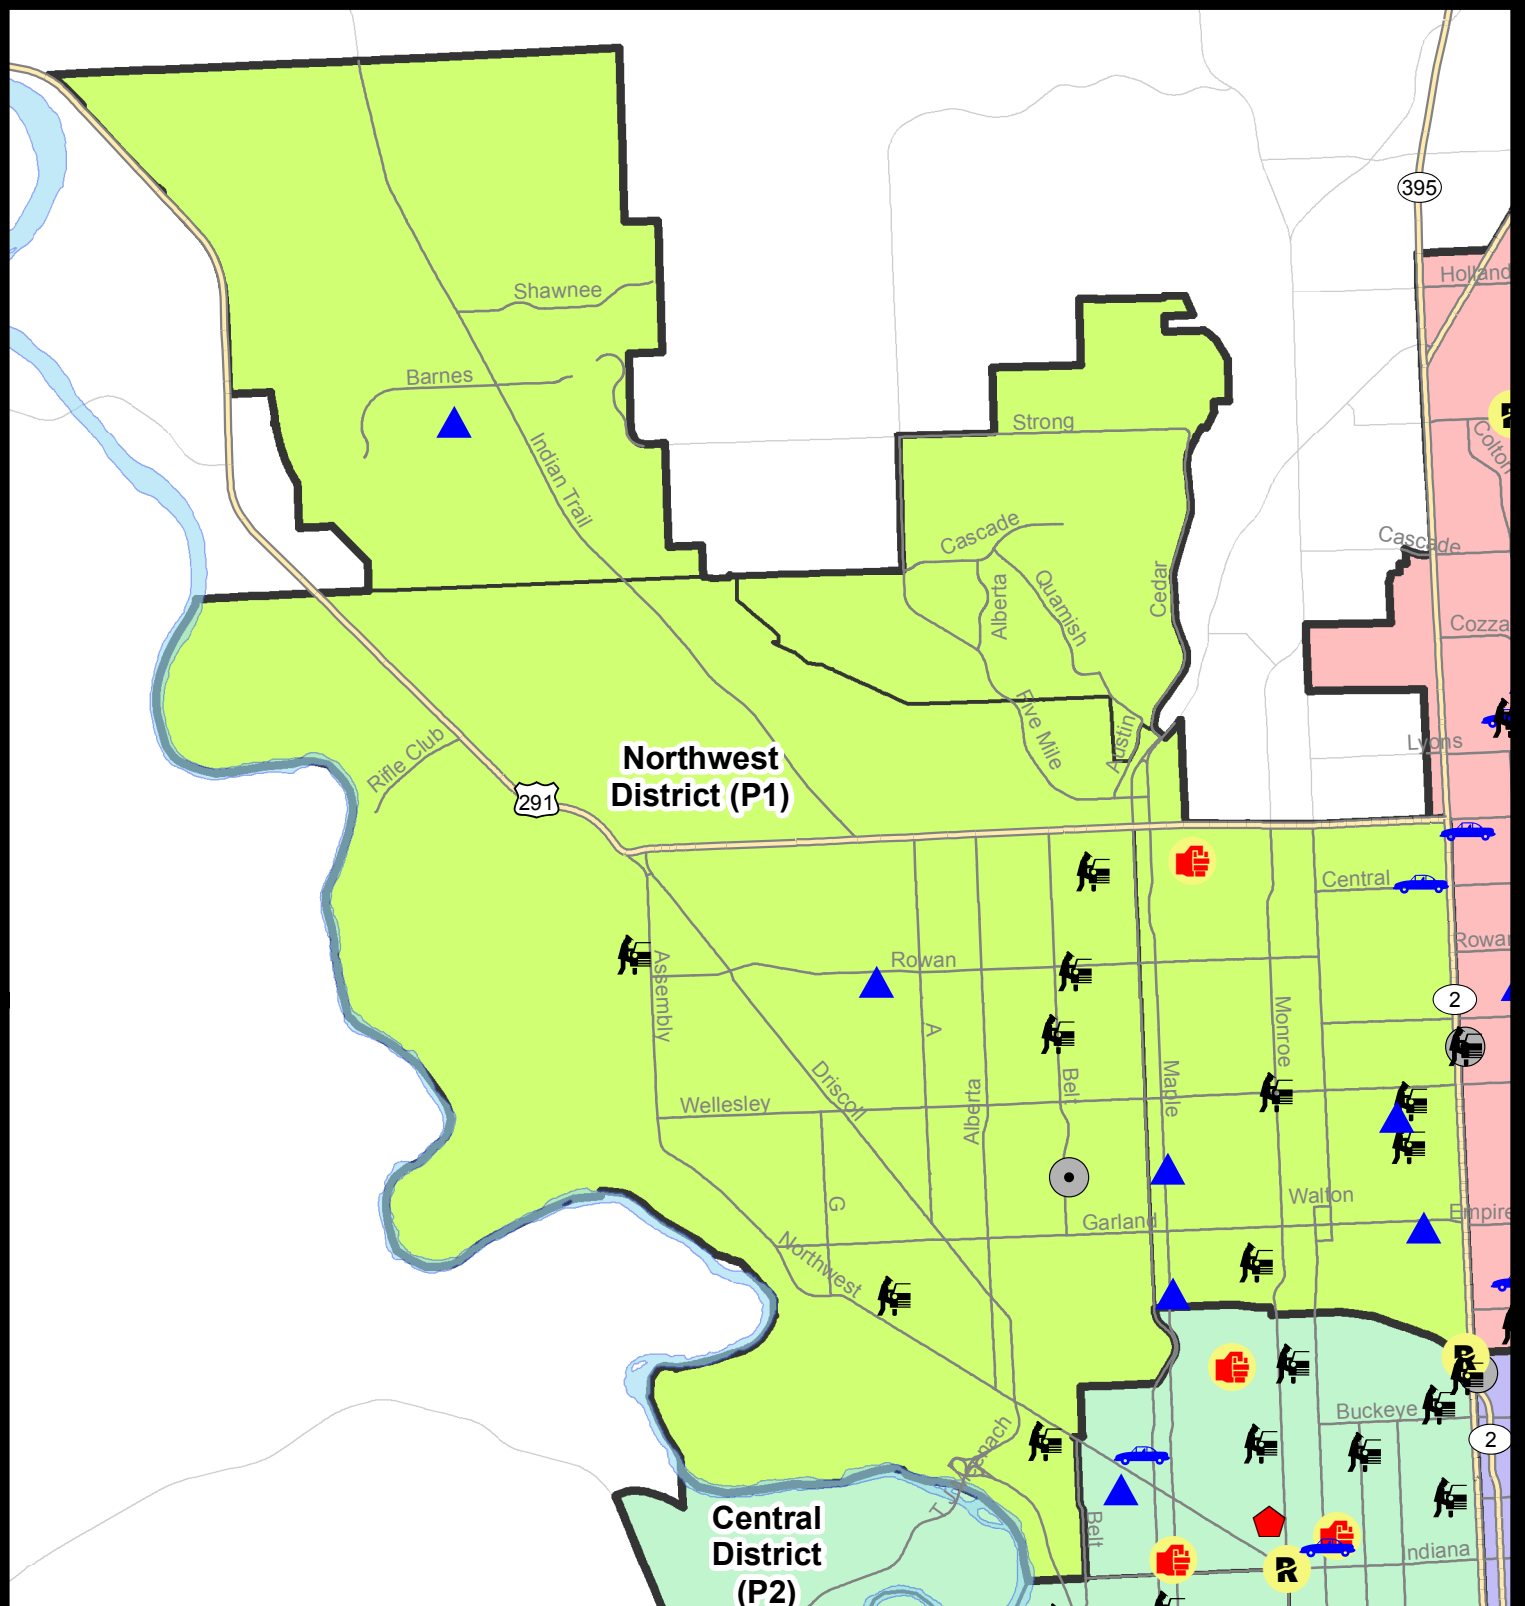 395
Holland
Shawnee
Barnes
Strong
Colton
Indian Trail
Cascade
Cascade
Alberta
Quamish
Cedar
Cozza
Five Mile
Austin
Lyons
Rifle Club
Northwest
District (P1)
291
Central
Rowan
Rowan
Assembly
2
A
Monroe
Driscoll
Belt
Maple
Alberta
Wellesley
G
Walton
Garland
Empire
Northwest
R
Buckeye
2
Central
District
(P2)
Belt
R
Indiana